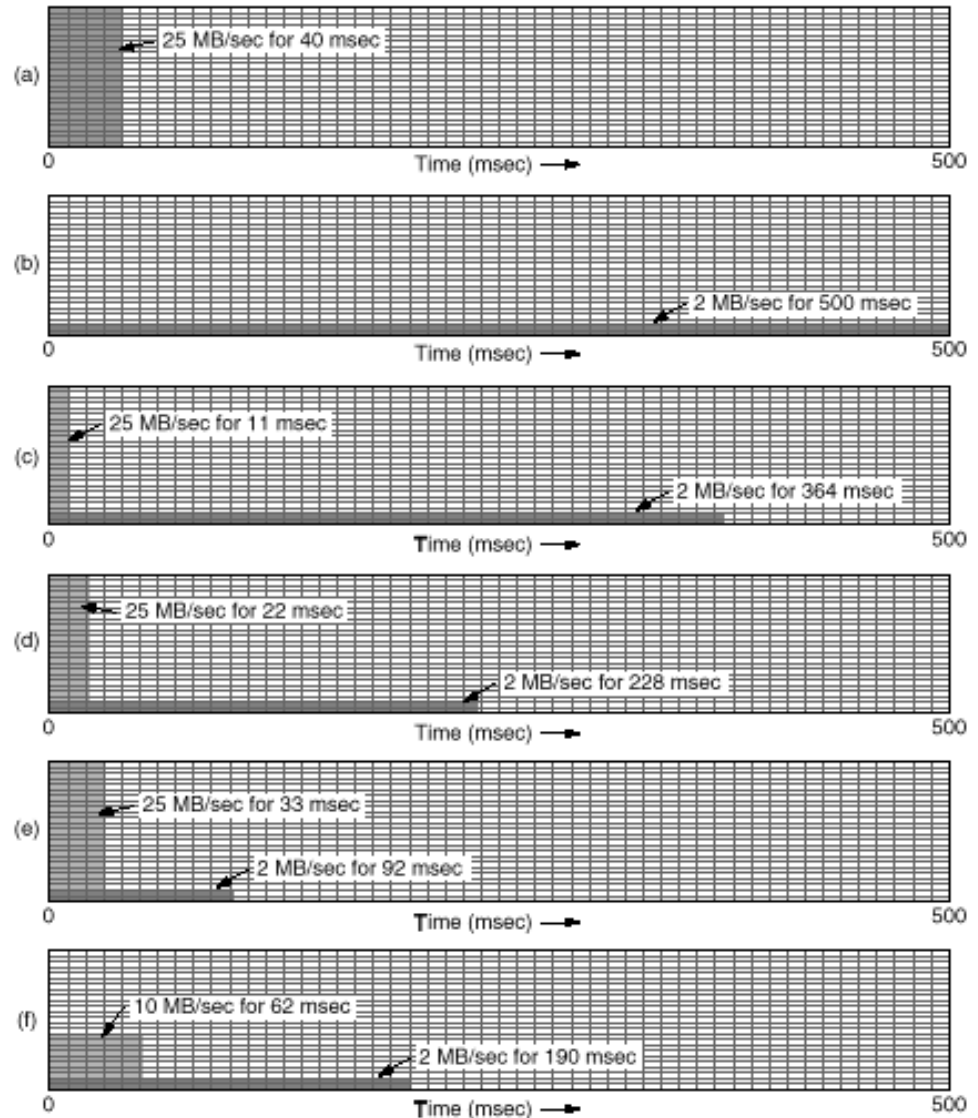 25 MB/sec for 40 msec
(a)
0 Time (msec) 500
(b)
2 MB/sec for 500 msec
0 Time (msec) 500
25 MB/sec for 11 msec
(c)
2 MB/sec for 364 msec
0 Time (msec) 500
25 MB/sec for 22 msec
(d)
2 MB/sec for 228 msec
0 Time (msec) 500
25 MB/sec for 33 msec
(e)
2 MB/sec for 92 msec
0 Time (msec) 500
10 MB/sec for 62 msec
(f)
2 MB/sec for 190 msec
0 Time (msec) 500